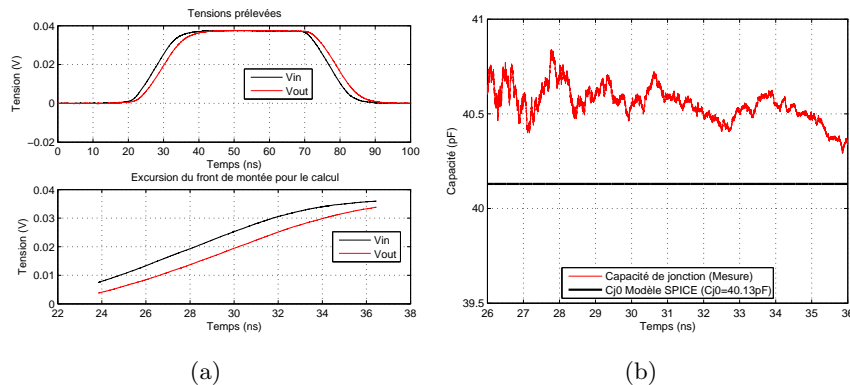 Tensions prélevées
Tension (V)
0.04
0.02
0
−0.02
0 10 20 30 40 50 60 70 80 90 100
Temps (ns)
Vin
Vout
Excursion du front de montée pour le calcul
Tension (V)
0.04
0.03
0.02
0.01
0
22 24 26 28 30 32 34 36 38
Temps (ns)
Vin
Vout
(a)
Capacité (pF)
41
40.5
40
39.5
26 27 28 29 30 31 32 33 34 35 36
Temps (ns)
Capacité de jonction (Mesure)
Cj0 Modèle SPICE (Cj0=40.13pF)
(b)